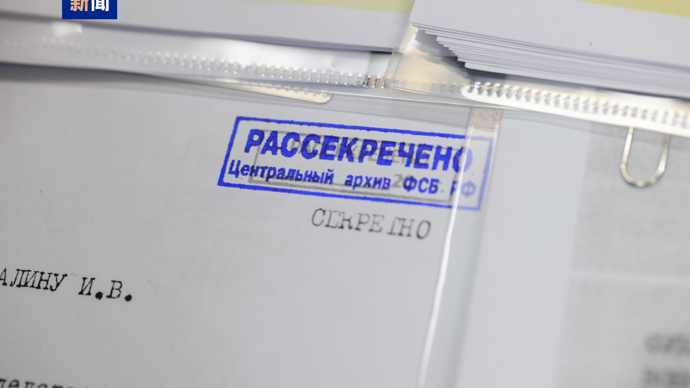 新闻
РАССЕКРЕЧЕНО
Центральный архив ФСБ РФ
СЕКРЕТНО
АЛИНУ И.В.